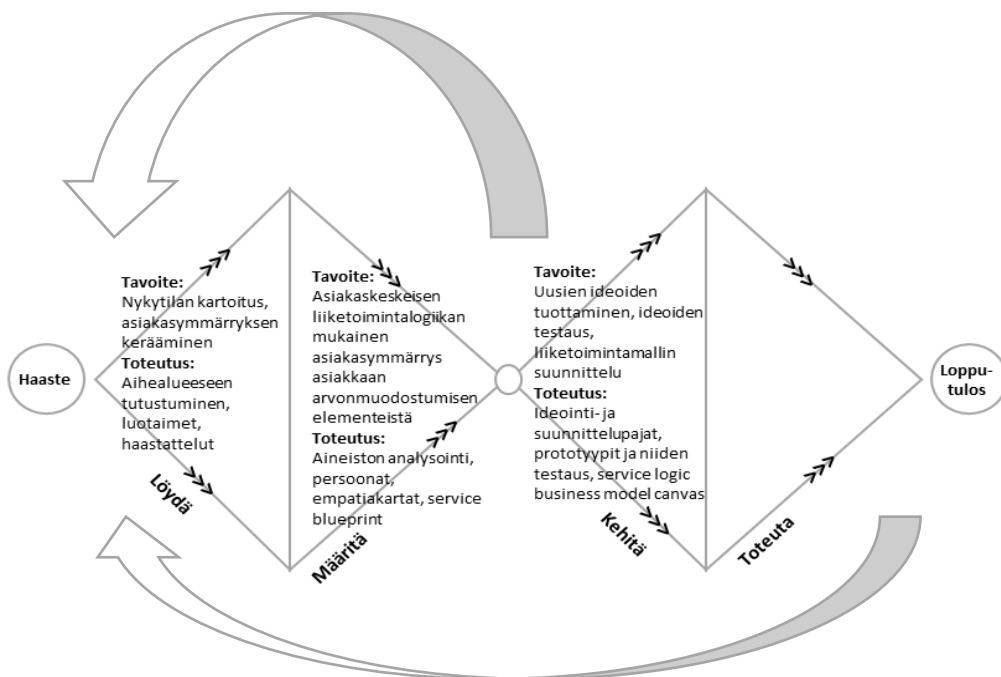 Haaste
Tavoite:
Nykytilan kartoitus,
asiakasymmärryksen
kerääminen
Toteutus:
Aihealueeseen
tutustuminen,
luotaimet,
haastattelut
Löydä
Tavoite:
Asiakaskeskeisen
liiketoimintalogiikan
mukainen
asiakasymmärrys
asiakkaan
arvonmuodostumisen
elementeistä
Toteutus:
Aineiston analysointi,
persoonat,
empatiakartat, service
blueprint
Määritä
Tavoite:
Uusien ideoiden
tuottaminen, ideoiden
testaus,
liiketoimintamallin
suunnittelu
Toteutus:
Ideointi- ja
suunnittelupajat,
prototyypit ja niiden
testaus, service logic
business model canvas
Kehitä
Toteuta
Loppu-
tulos